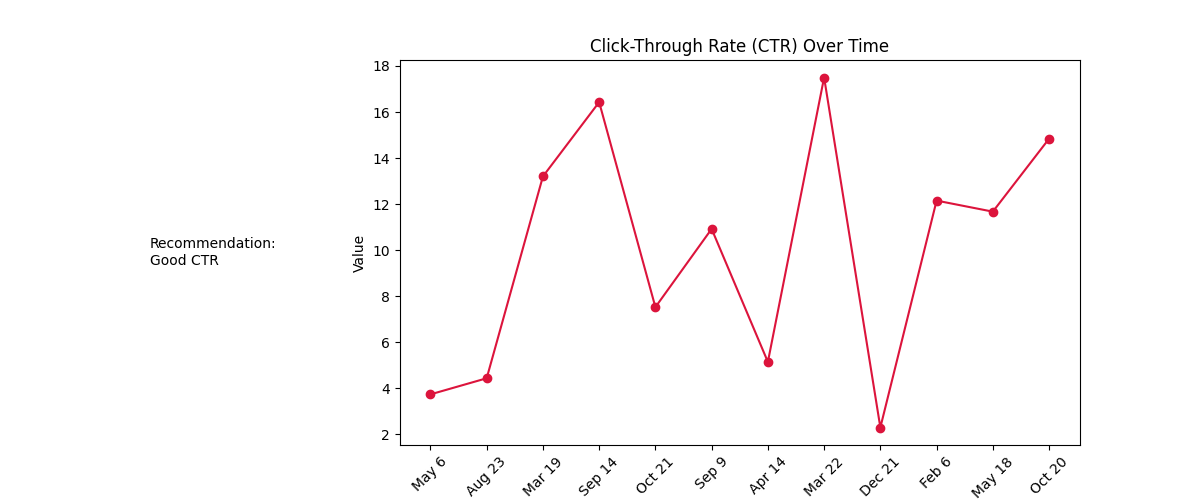 Click-Through Rate (CTR) Over Time
Recommendation:
Good CTR
Value
18
16
14
12
10
8
6
4
2
May 6
Aug 23
Mar 19
Sep 14
Oct 21
Sep 9
Apr 14
Mar 22
Dec 21
Feb 6
May 18
Oct 20